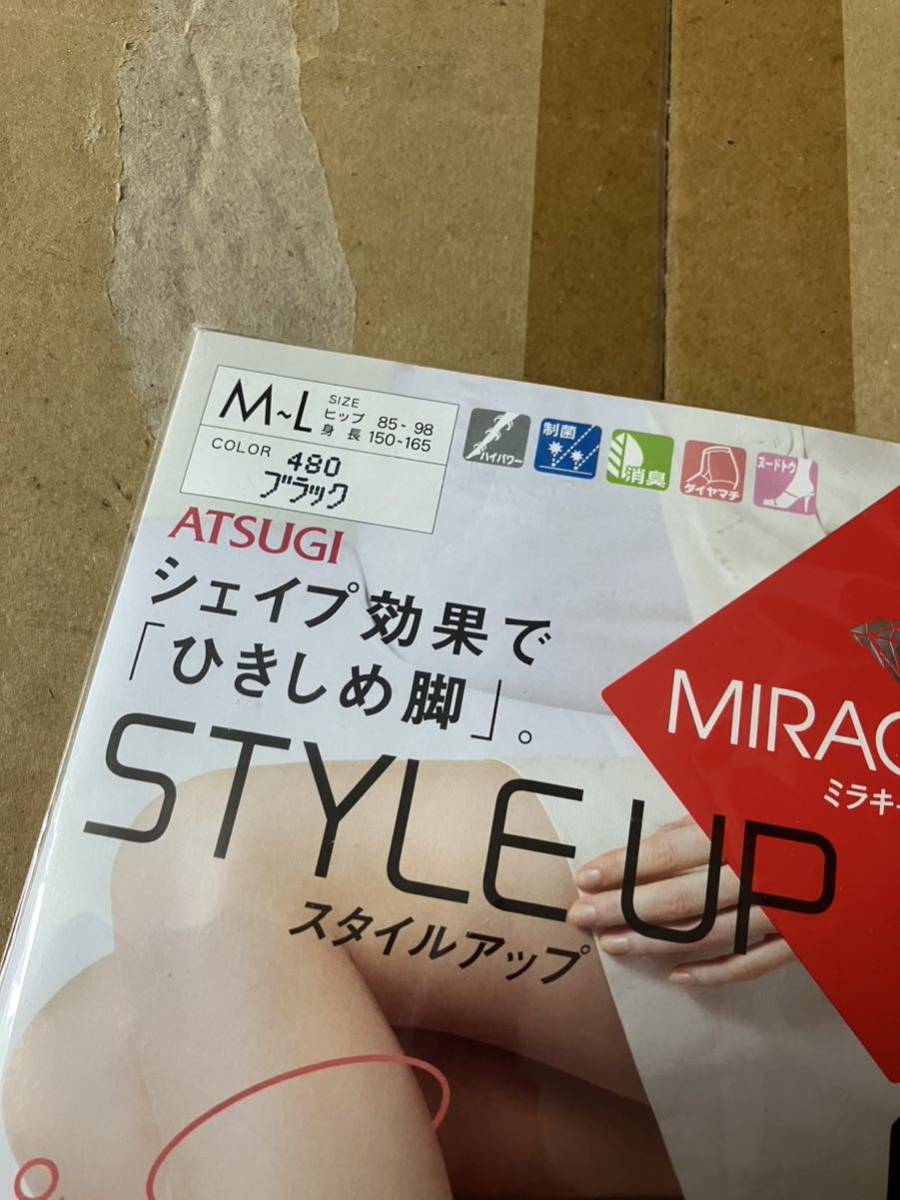 M~L SIZE
ヒップ 85~98
身長 150~165
COLOR 480
ブラック
ハイパワー
制菌
消臭
ダイヤマチ
ヌードトウ
ATSUGI
シェイプ効果で
「ひきしめ脚」。
STYLE UP
スタイルアップ
MIRAC
ミラキ